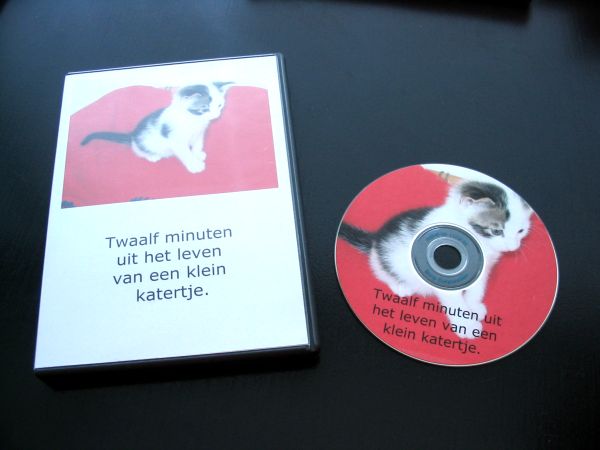 Twaalf minuten
uit het leven
van een klein
katertje.
Twaalf minuten uit
het leven van een
klein katertje.